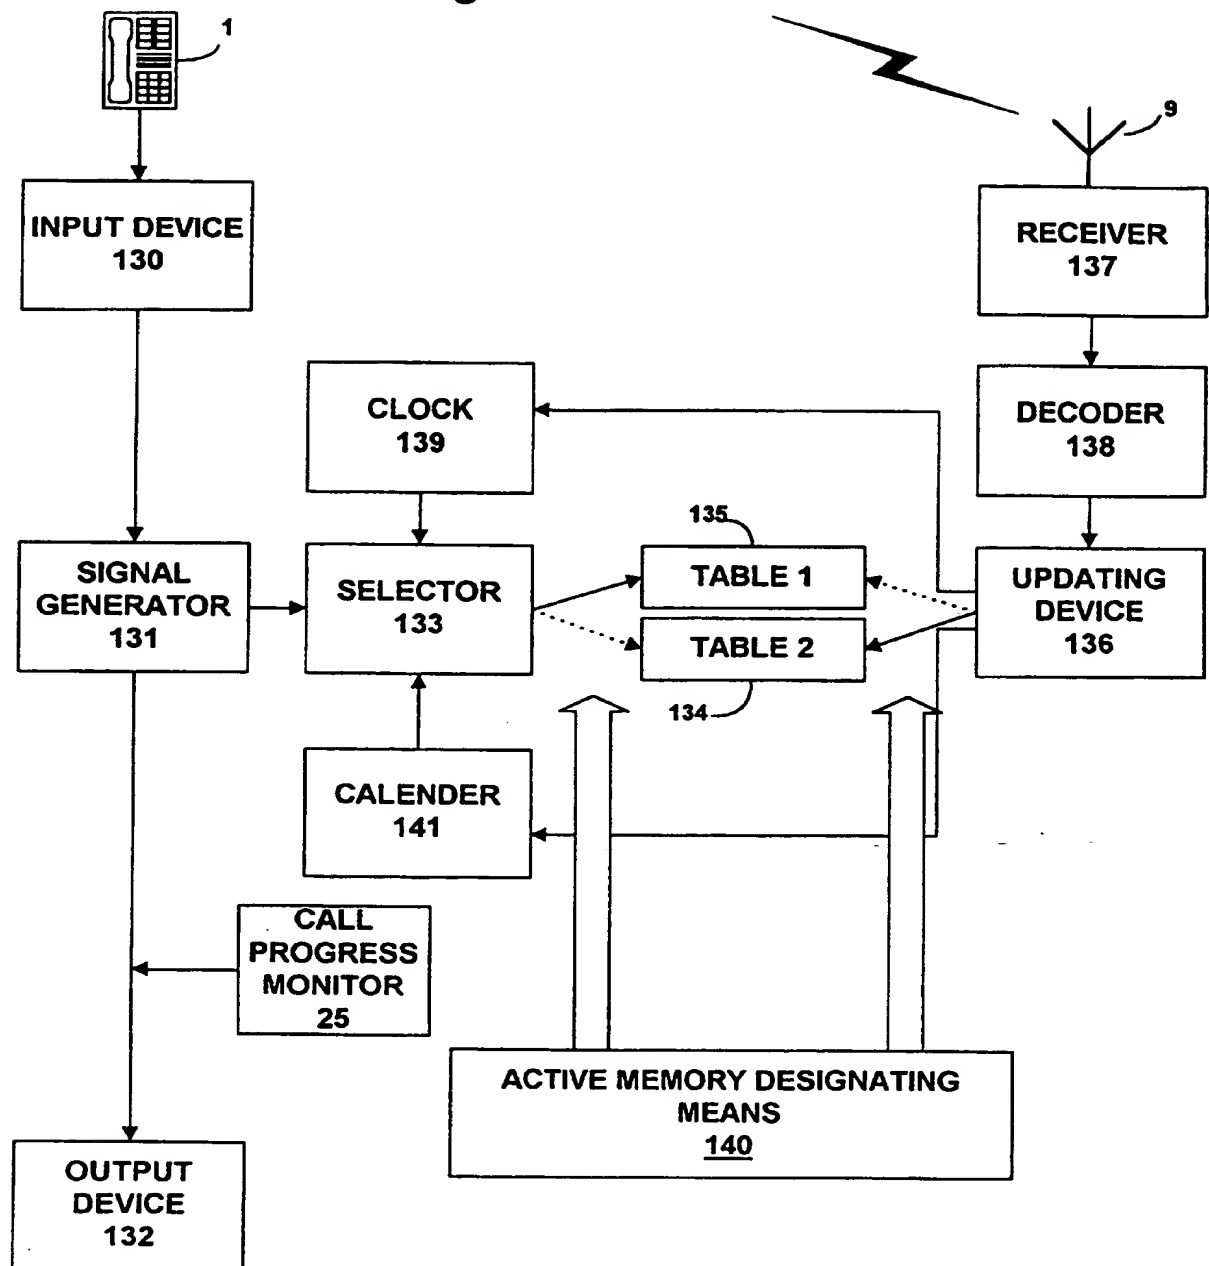 1
9
INPUT DEVICE
130
RECEIVER
137
CLOCK
139
DECODER
138
135
SIGNAL
GENERATOR
131
SELECTOR
133
TABLE 1
TABLE 2
134
UPDATING
DEVICE
136
CALENDER
141
CALL
PROGRESS
MONITOR
25
ACTIVE MEMORY DESIGNATING
MEANS
140
OUTPUT
DEVICE
132